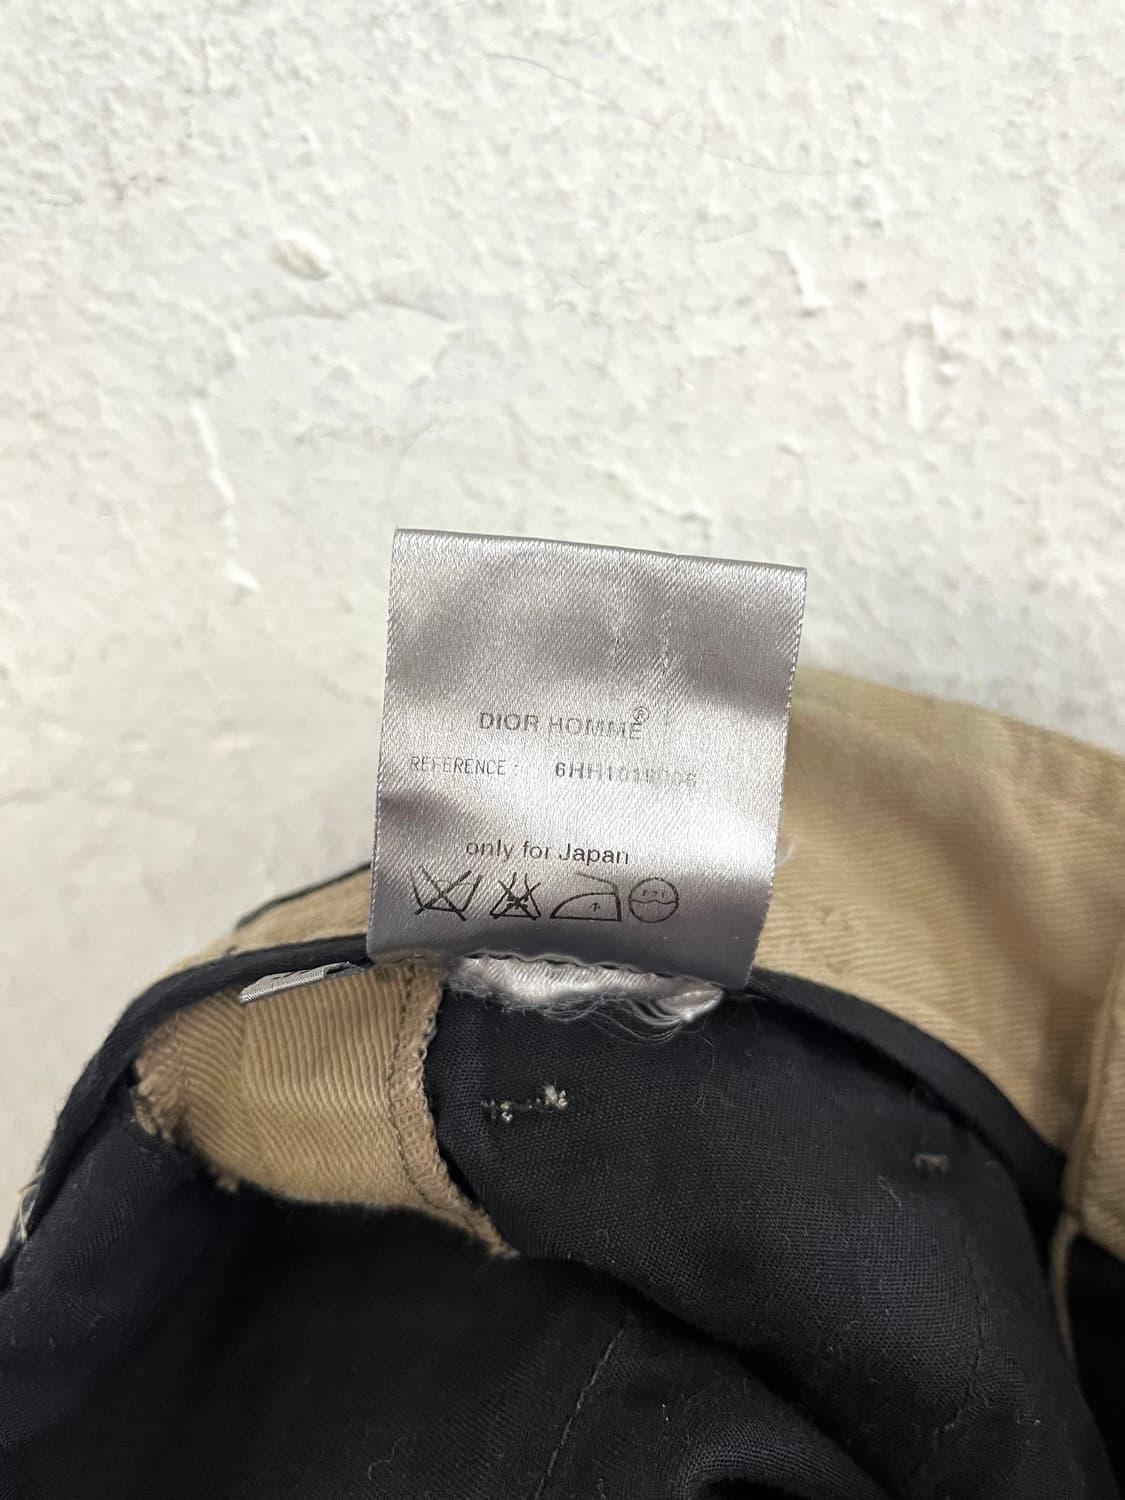 DIOR HOMME®
REFERENCE :
only for Japan